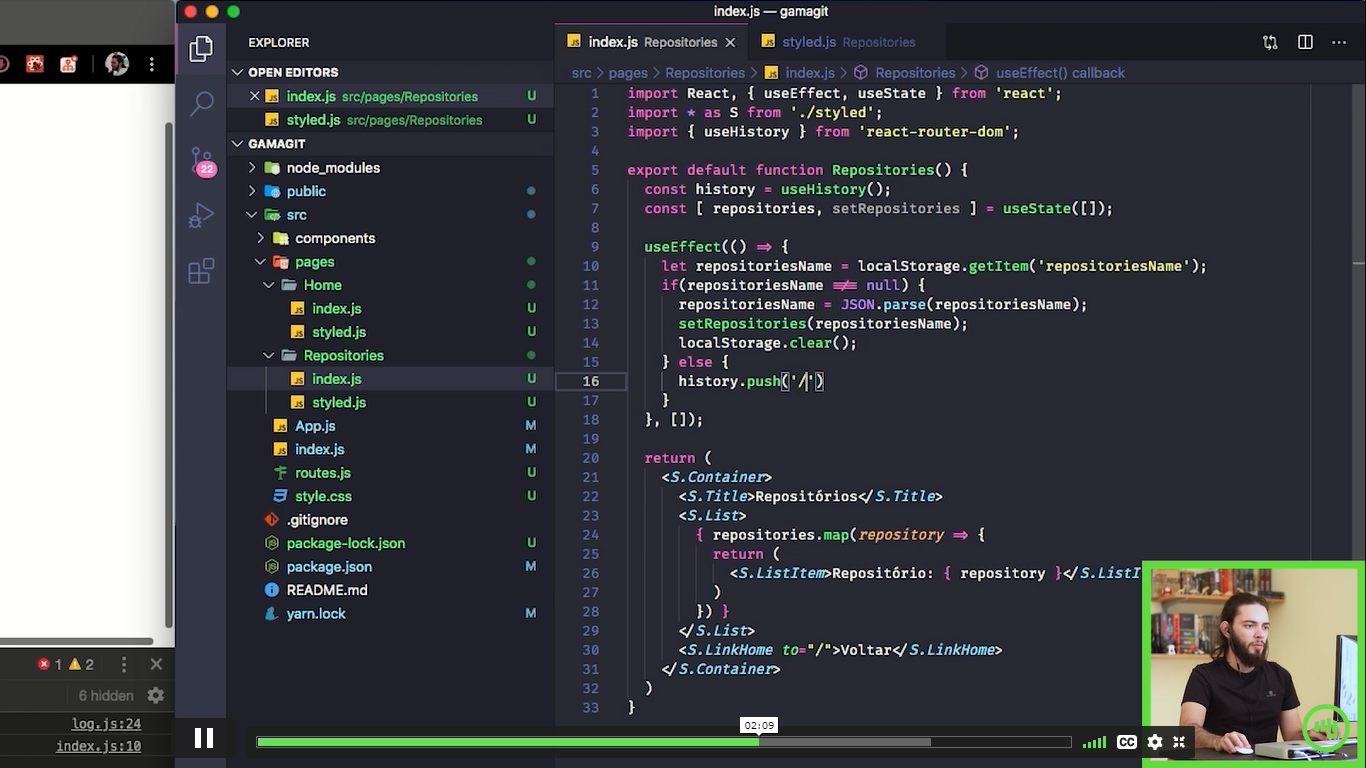 index.js — gamagit
EXPLORER
OPEN EDITORS
index.js src/pages/Repositories U
styled.js src/pages/Repositories U
GAMAGIT
node_modules
public
src
components
pages
Home
index.js U
styled.js U
Repositories
index.js U
styled.js U
App.js M
index.js M
routes.js U
style.css U
.gitignore
package-lock.json U
package.json M
README.md
yarn.lock M
22
index.js Repositories
styled.js Repositories
src > pages > Repositories > index.js > Repositories > useEffect() callback
1 import React, { useEffect, useState } from 'react';
2 import * as S from './styled';
3 import { useHistory } from 'react-router-dom';
4
5 export default function Repositories() {
6 const history = useHistory();
7 const [ repositories, setRepositories ] = useState([]);
8
9 useEffect(() => {
10 let repositoriesName = localStorage.getItem('repositoriesName');
11 if(repositoriesName !== null) {
12 repositoriesName = JSON.parse(repositoriesName);
13 setRepositories(repositoriesName);
14 localStorage.clear();
15 } else {
16 history.push('/')
17 }
18 }, []);
19
20 return (
21 <S.Container>
22 <S.Title>Repositórios</S.Title>
23 <S.List>
24 { repositories.map(repository => {
25 return (
26 <S.ListItem>Repositório: { repository }</S.ListI
27 )
28 }) }
29 </S.List>
30 <S.LinkHome to="/">Voltar</S.LinkHome>
31 </S.Container>
32 )
33 }
1 2
6 hidden
log.js:24
index.js:10
02:09
CC